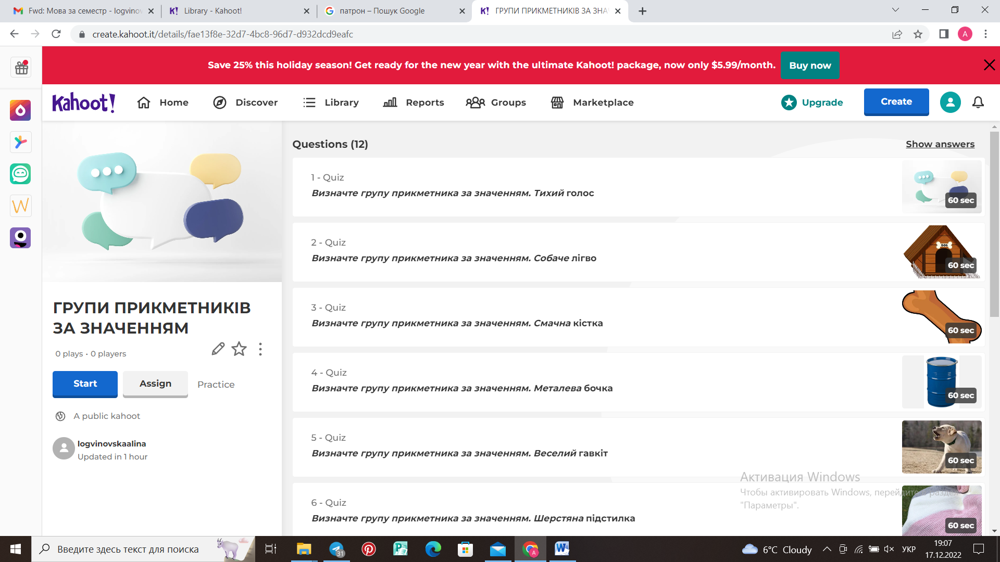 Fwd: Мова за семестр - logvinov
Library - Kahoot!
патрон – Пошук Google
ГРУПИ ПРИКМЕТНИКІВ ЗА ЗНА
create.kahoot.it/details/fae13f8e-32d7-4bc8-96d7-d932dcd9eafc
A
Save 25% this holiday season! Get ready for the new year with the ultimate Kahoot! package, now only $5.99/month.
Buy now
Kahoot!
Home
Discover
Library
Reports
Groups
Marketplace
Upgrade
Create
Questions (12)
Show answers
1 - Quiz
Визначте групу прикметника за значенням. Тихий голос
60 sec
2 - Quiz
Визначте групу прикметника за значенням. Собаче лігво
DOG
60 sec
3 - Quiz
Визначте групу прикметника за значенням. Смачна кістка
60 sec
4 - Quiz
Визначте групу прикметника за значенням. Металева бочка
60 sec
5 - Quiz
Визначте групу прикметника за значенням. Веселий гавкіт
60 sec
6 - Quiz
Визначте групу прикметника за значенням. Шерстяна підстилка
60 sec
ГРУПИ ПРИКМЕТНИКІВ
ЗА ЗНАЧЕННЯМ
0 plays • 0 players
Start
Assign
Practice
A public kahoot
logvinovskaalina
Updated in 1 hour
Активация Windows
Чтобы активировать Windows, перейдите в раздел
"Параметры".
Введите здесь текст для поиска
31
A
6°C Cloudy
УКР
19:07
17.12.2022